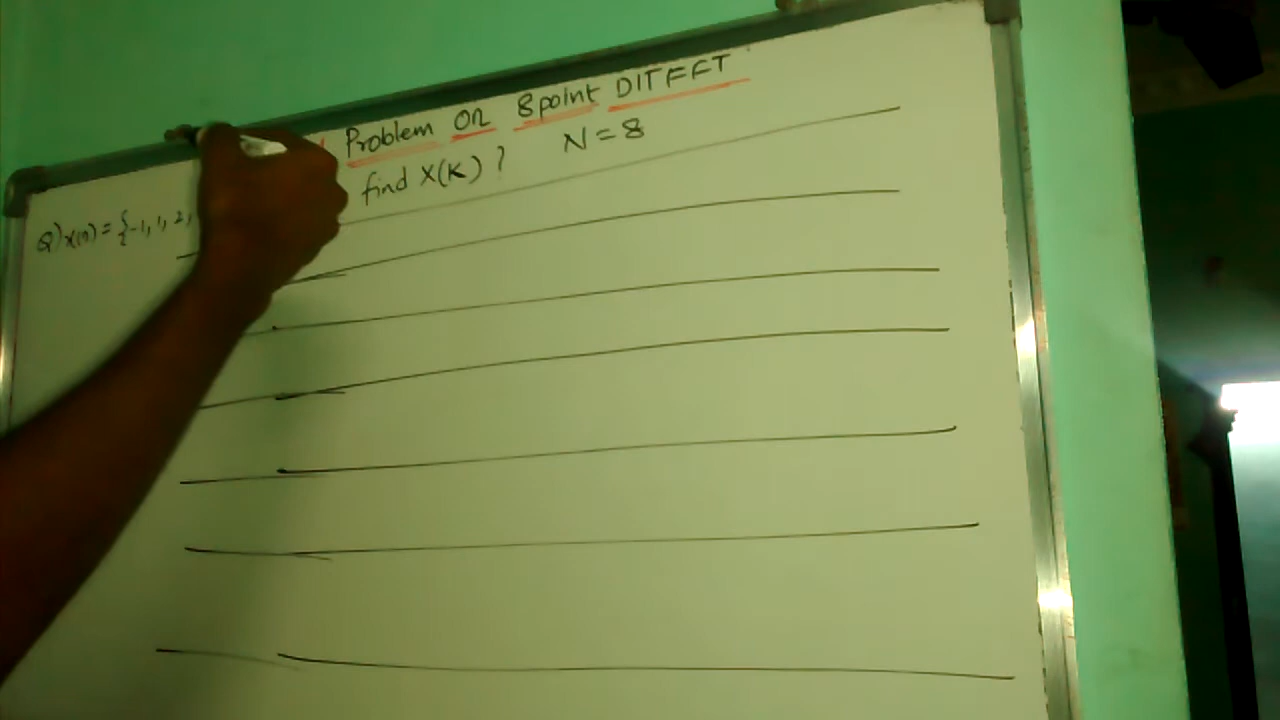 Problem on 8point DITFFT
find X(K) ? N = 8
Q) x(n) = {-1, 1, 2,